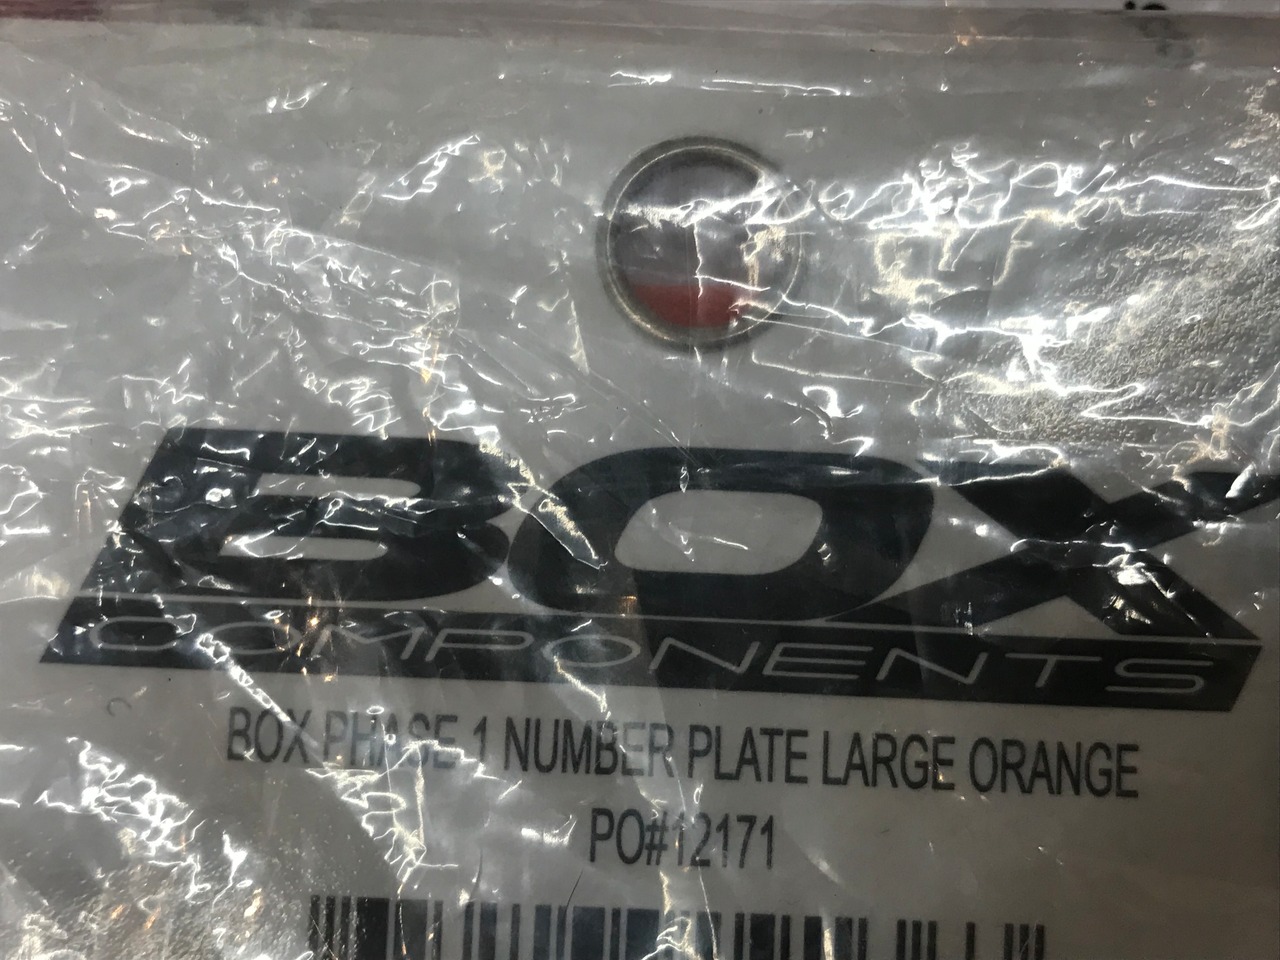 BOX
COMPONENTS
BOX PHASE 1 NUMBER PLATE LARGE ORANGE
PO#12171